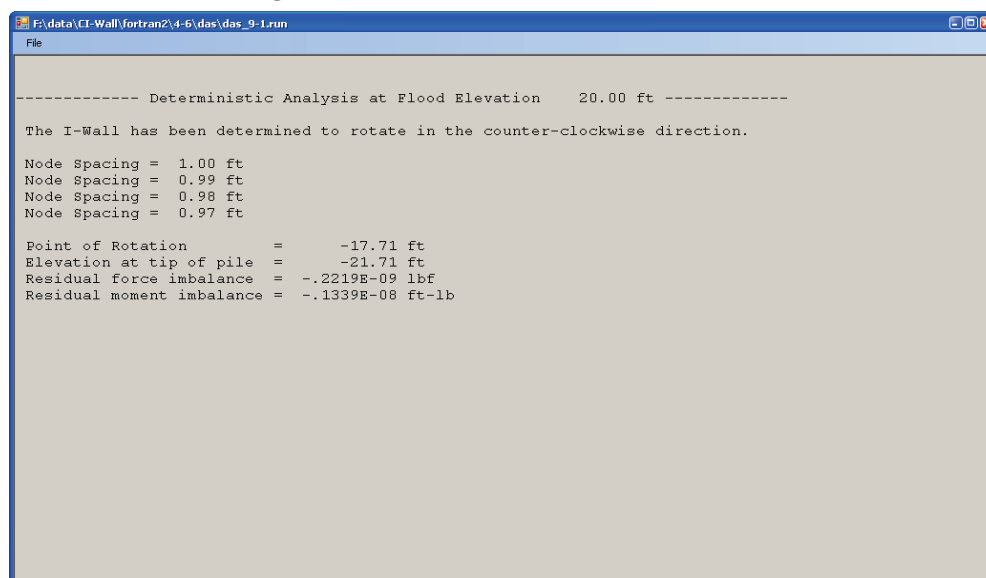 F:\data\CI-Wall\fortran2\4-6\das\das_9-1.run
File
------------- Deterministic Analysis at Flood Elevation    20.00 ft -------------
The I-Wall has been determined to rotate in the counter-clockwise direction.
Node Spacing =  1.00 ft
Node Spacing =  0.99 ft
Node Spacing =  0.98 ft
Node Spacing =  0.97 ft
Point of Rotation         =      -17.71 ft
Elevation at tip of pile  =      -21.71 ft
Residual force imbalance  =  -.2219E-09 lbf
Residual moment imbalance =  -.1339E-08 ft-lb